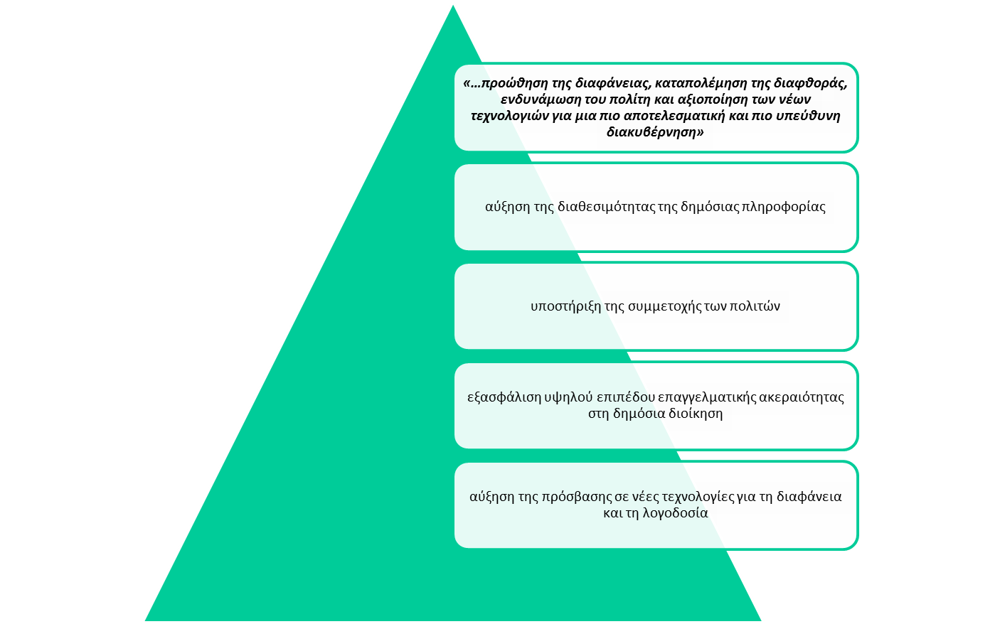 «...προώθηση της διαφάνειας, καταπολέμηση της διαφθοράς,
ενδυνάμωση του πολίτη και αξιοποίηση των νέων
τεχνολογιών για μια πιο αποτελεσματική και πιο υπεύθυνη
διακυβέρνηση»
αύξηση της διαθεσιμότητας της δημόσιας πληροφορίας
υποστήριξη της συμμετοχής των πολιτών
εξασφάλιση υψηλού επιπέδου επαγγελματικής ακεραιότητας
στη δημόσια διοίκηση
αύξηση της πρόσβασης σε νέες τεχνολογίες για τη διαφάνεια
και τη λογοδοσία